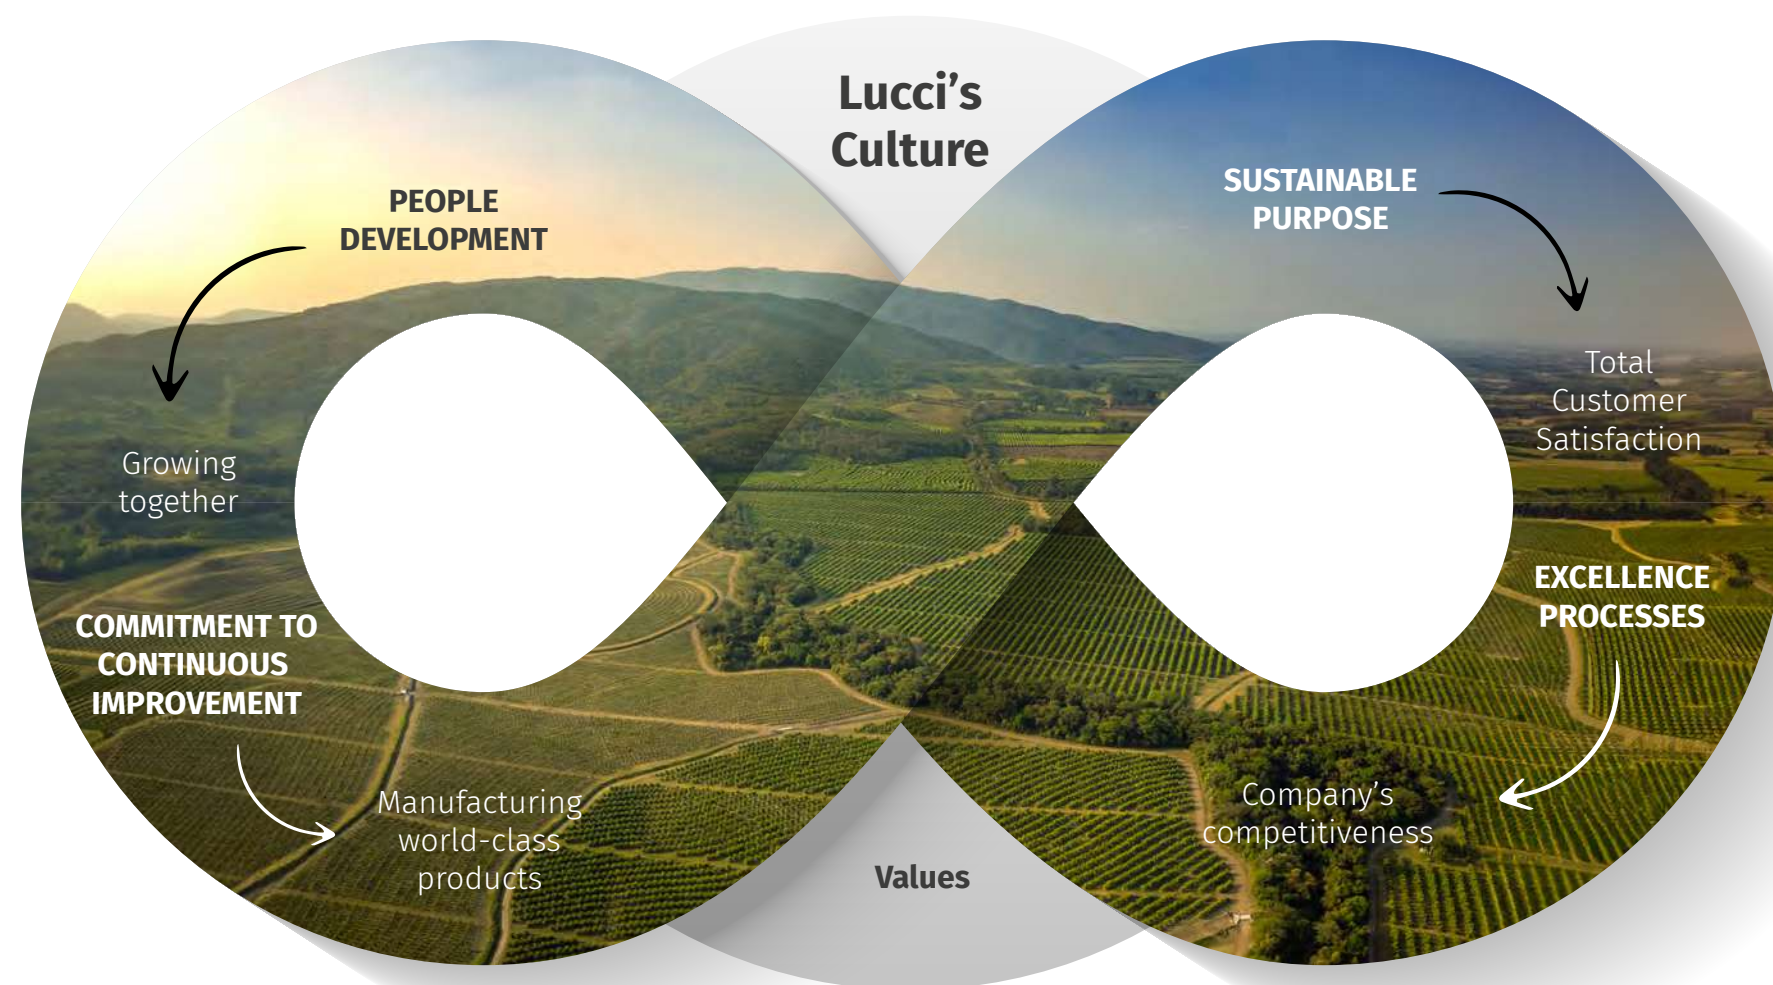 Lucci’s
Culture
PEOPLE
DEVELOPMENT
Growing
together
COMMITMENT TO
CONTINUOUS
IMPROVEMENT
Manufacturing
world-class
products
SUSTAINABLE
PURPOSE
Total
Customer
Satisfaction
EXCELLENCE
PROCESSES
Company’s
competitiveness
Values